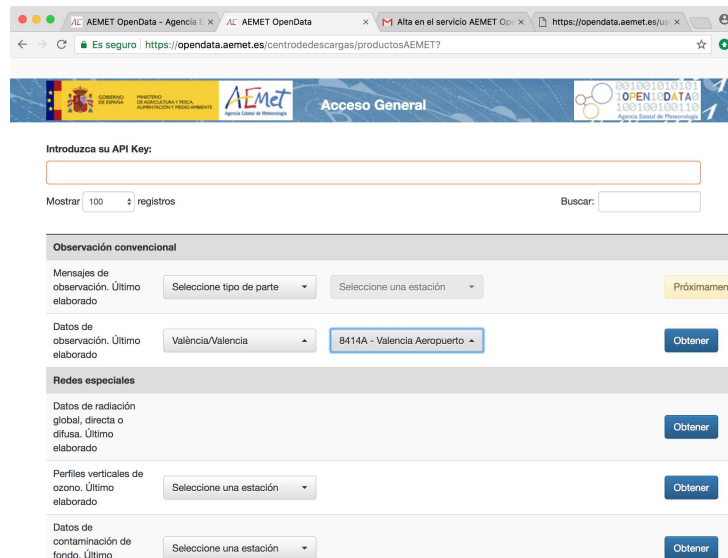 AEMET OpenData - Agencia E
AEMET OpenData
Alta en el servicio AEMET Ope
https://opendata.aemet.es/us
Es seguro
https://opendata.aemet.es/centrodedescargas/productosAEMET?
GOBIERNO DE ESPAÑA
MINISTERIO
DE AGRICULTURA Y PESCA,
ALIMENTACIÓN Y MEDIO AMBIENTE
AEMet
Agencia Estatal de Meteorología
Acceso General
001001010101
OPEN DATA
100100100110
Agencia Estatal de Meteorología
Introduzca su API Key:
Mostrar 100 registros
Buscar:
Observación convencional
Mensajes de
observación. Último
elaborado
Seleccione tipo de parte
Seleccione una estación
Próximamen
Datos de
observación. Último
elaborado
València/Valencia
8414A - Valencia Aeropuerto
Obtener
Redes especiales
Datos de radiación
global, directa o
difusa. Último
elaborado
Obtener
Perfiles verticales de
ozono. Último
elaborado
Seleccione una estación
Obtener
Datos de
contaminación de
fondo. Último
Seleccione una estación
Obtener